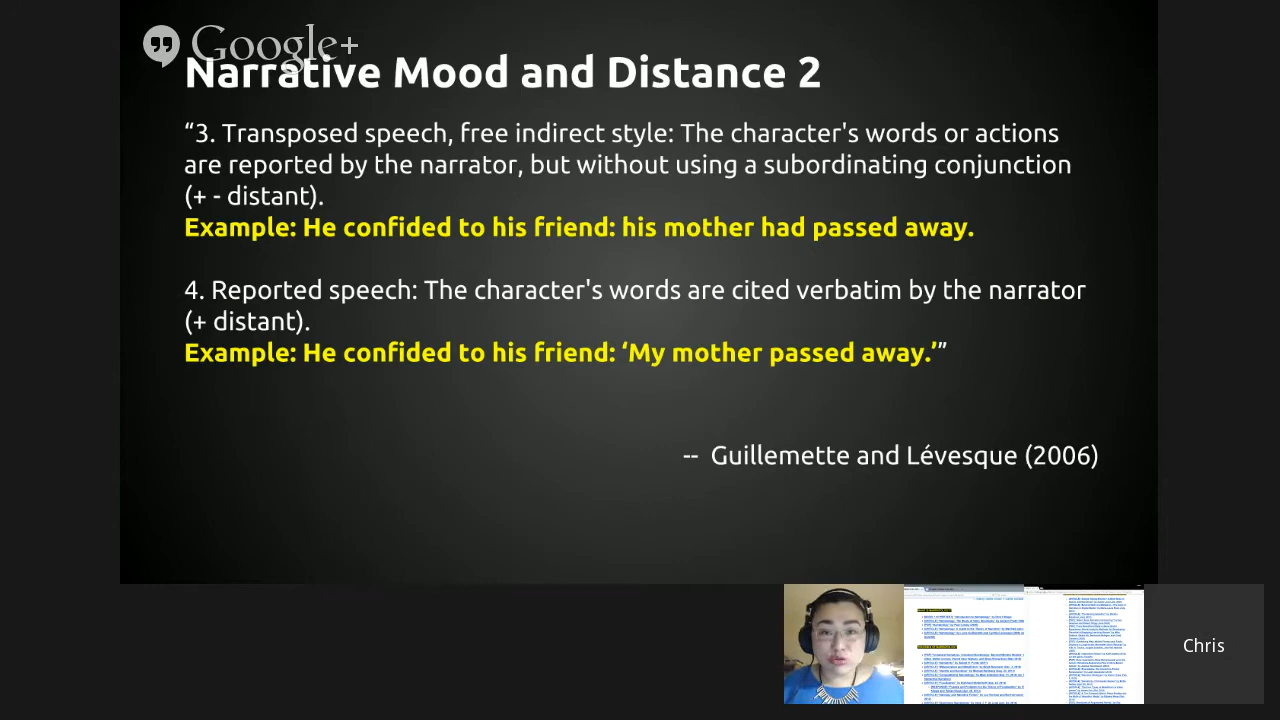 Google+
Narrative Mood and Distance 2
“3. Transposed speech, free indirect style: The character's words or actions
are reported by the narrator, but without using a subordinating conjunction
(+ - distant).
Example: He confided to his friend: his mother had passed away.
4. Reported speech: The character's words are cited verbatim by the narrator
(+ distant).
Example: He confided to his friend: ‘My mother passed away.’”
-- Guillemette and Lévesque (2006)
Chris